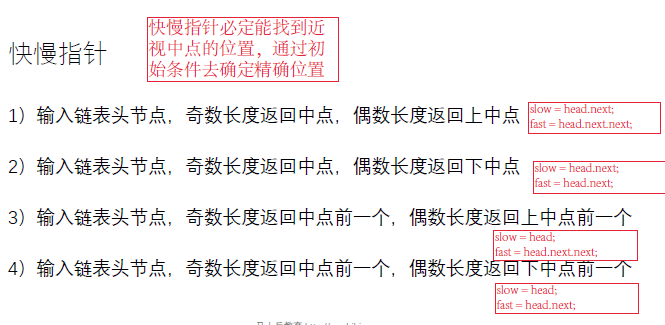 快慢指针必定能找到近
视中点的位置，通过初
始条件去确定精确位置
快慢指针
1）输入链表头节点，奇数长度返回中点，偶数长度返回上中点
slow = head.next;
fast = head.next.next;
2）输入链表头节点，奇数长度返回中点，偶数长度返回下中点
slow = head.next;
fast = head.next;
3）输入链表头节点，奇数长度返回中点前一个，偶数长度返回上中点前一个
slow = head;
fast = head.next.next;
4）输入链表头节点，奇数长度返回中点前一个，偶数长度返回下中点前一个
slow = head;
fast = head.next;